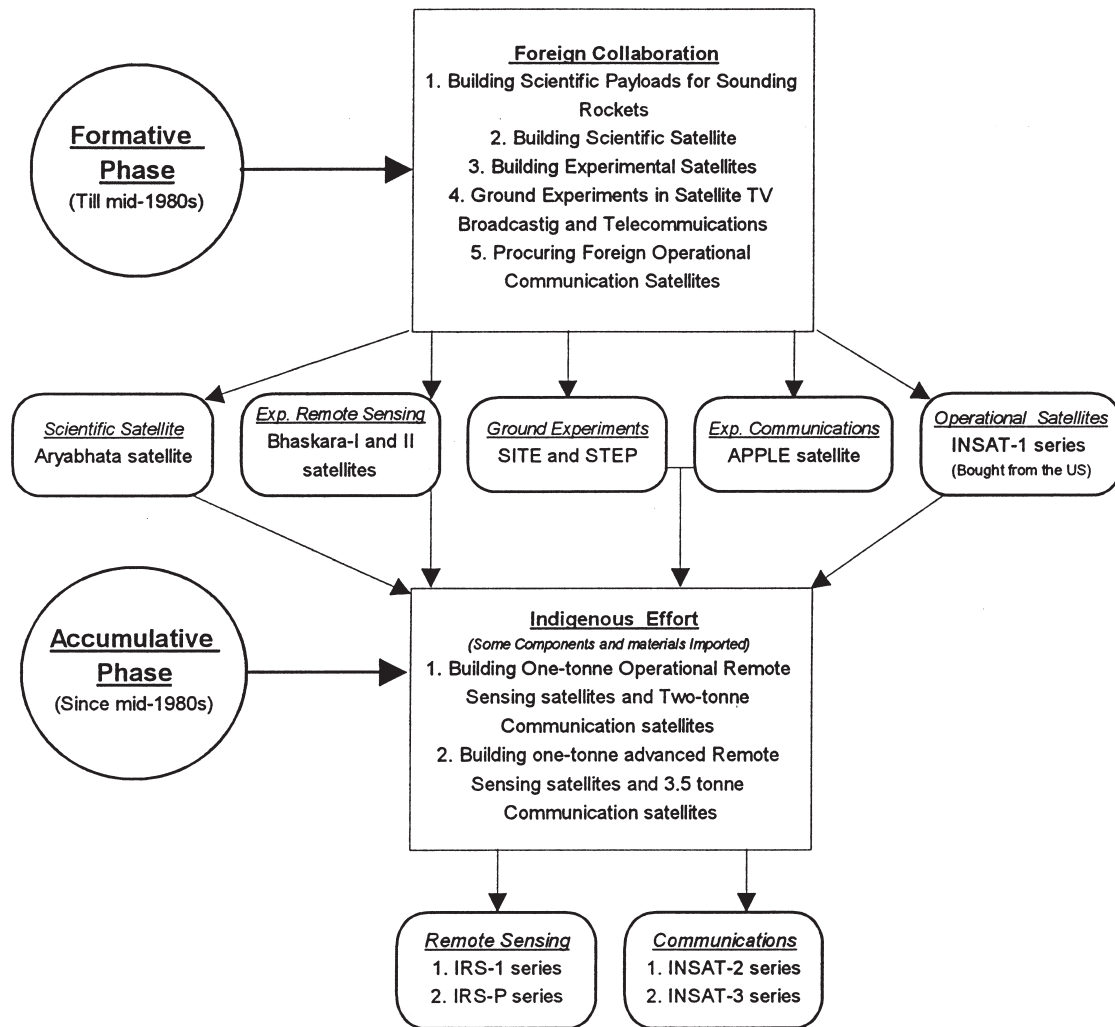 Foreign Collaboration
1. Building Scientific Payloads for Sounding
Rockets
2. Building Scientific Satellite
3. Building Experimental Satellites
4. Ground Experiments in Satellite TV
Broadcastig and Telecommuications
5. Procuring Foreign Operational
Communication Satellites
Formative
Phase
(Till mid-1980s)
Scientific Satellite
Aryabhata satellite
Exp. Remote Sensing
Bhaskara-I and II
satellites
Ground Experiments
SITE and STEP
Exp. Communications
APPLE satellite
Operational Satellites
INSAT-1 series
(Bought from the US)
Accumulative
Phase
(Since mid-1980s)
Indigenous Effort
(Some Components and materials Imported)
1. Building One-tonne Operational Remote
Sensing satellites and Two-tonne
Communication satellites
2. Building one-tonne advanced Remote
Sensing satellites and 3.5 tonne
Communication satellites
Remote Sensing
1. IRS-1 series
2. IRS-P series
Communications
1. INSAT-2 series
2. INSAT-3 series